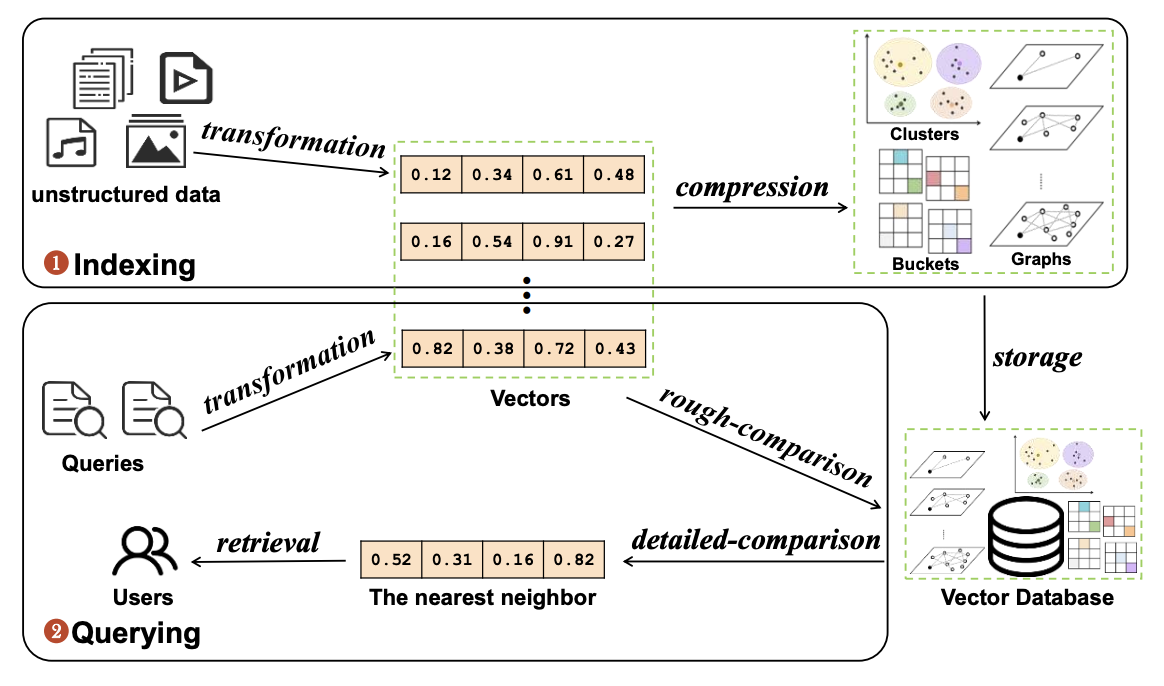 transformation
unstructured data
0.12 0.34 0.61 0.48
0.16 0.54 0.91 0.27
compression
Clusters
Buckets
Graphs
❶ Indexing
transformation
0.82 0.38 0.72 0.43
Vectors
Queries
storage
rough-comparison
Vector Database
detailed-comparison
0.52 0.31 0.16 0.82
The nearest neighbor
retrieval
Users
❷ Querying